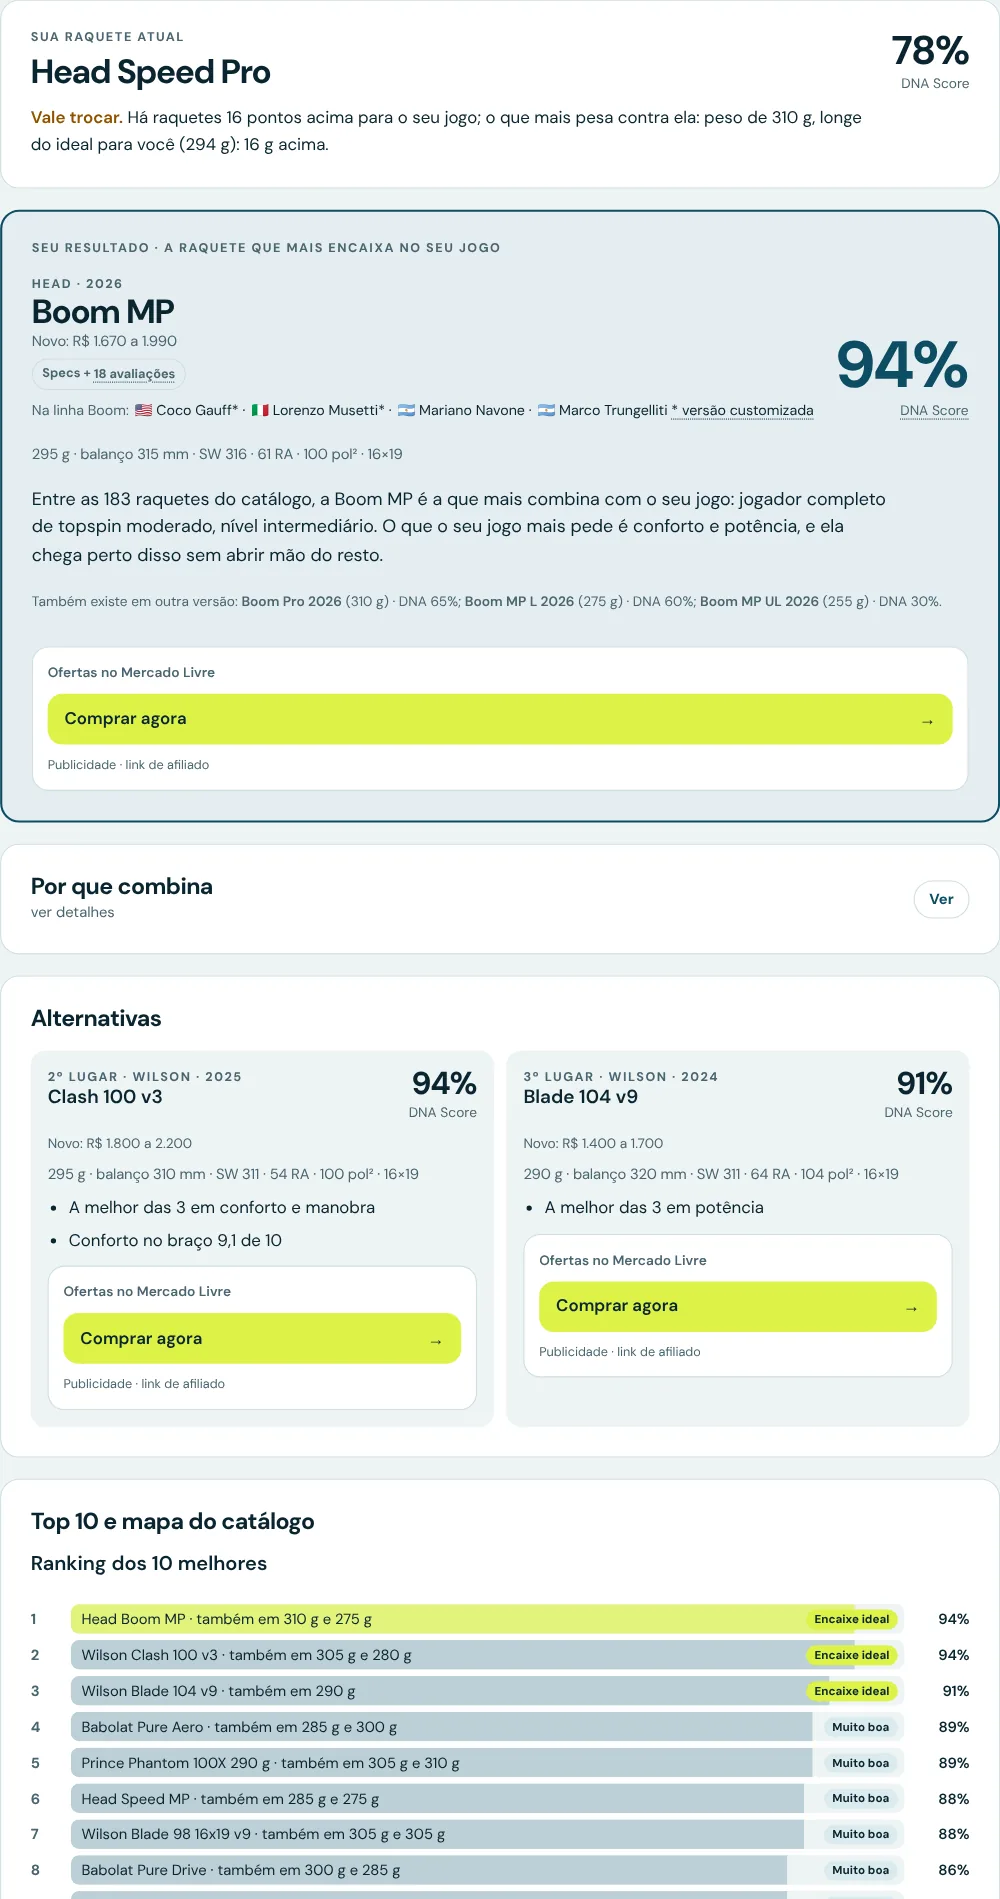 SUA RAQUETE ATUAL
Head Speed Pro
78%
DNA Score
Vale trocar. Há raquetes 16 pontos acima para o seu jogo; o que mais pesa contra ela: peso de 310 g, longe
do ideal para você (294 g): 16 g acima.
SEU RESULTADO · A RAQUETE QUE MAIS ENCAIXA NO SEU JOGO
HEAD · 2026
Boom MP
Novo: R$ 1.670 a 1.990
Specs + 18 avaliações
94%
DNA Score
Na linha Boom: 🇺🇸 Coco Gauff* · 🇮🇹 Lorenzo Musetti* · 🇦🇷 Mariano Navone · 🇦🇷 Marco Trungelliti * versão customizada
295 g · balanço 315 mm · SW 316 · 61 RA · 100 pol² · 16×19
Entre as 183 raquetes do catálogo, a Boom MP é a que mais combina com o seu jogo: jogador completo
de topspin moderado, nível intermediário. O que o seu jogo mais pede é conforto e potência, e ela
chega perto disso sem abrir mão do resto.
Também existe em outra versão: Boom Pro 2026 (310 g) · DNA 65%; Boom MP L 2026 (275 g) · DNA 60%; Boom MP UL 2026 (255 g) · DNA 30%.
Ofertas no Mercado Livre
Comprar agora →
Publicidade · link de afiliado
Por que combina
ver detalhes
Ver
Alternativas
2º LUGAR · WILSON · 2025
Clash 100 v3
94%
DNA Score
Novo: R$ 1.800 a 2.200
295 g · balanço 310 mm · SW 311 · 54 RA · 100 pol² · 16×19
• A melhor das 3 em conforto e manobra
• Conforto no braço 9,1 de 10
Ofertas no Mercado Livre
Comprar agora →
Publicidade · link de afiliado
3º LUGAR · WILSON · 2024
Blade 104 v9
91%
DNA Score
Novo: R$ 1.400 a 1.700
290 g · balanço 320 mm · SW 311 · 64 RA · 104 pol² · 16×19
• A melhor das 3 em potência
Ofertas no Mercado Livre
Comprar agora →
Publicidade · link de afiliado
Top 10 e mapa do catálogo
Ranking dos 10 melhores
1 Head Boom MP · também em 310 g e 275 g Encaixe ideal 94%
2 Wilson Clash 100 v3 · também em 305 g e 280 g Encaixe ideal 94%
3 Wilson Blade 104 v9 · também em 290 g Encaixe ideal 91%
4 Babolat Pure Aero · também em 285 g e 300 g Muito boa 89%
5 Prince Phantom 100X 290 g · também em 305 g e 310 g Muito boa 89%
6 Head Speed MP · também em 285 g e 275 g Muito boa 88%
7 Wilson Blade 98 16x19 v9 · também em 305 g e 305 g Muito boa 88%
8 Babolat Pure Drive · também em 300 g e 285 g Muito boa 86%